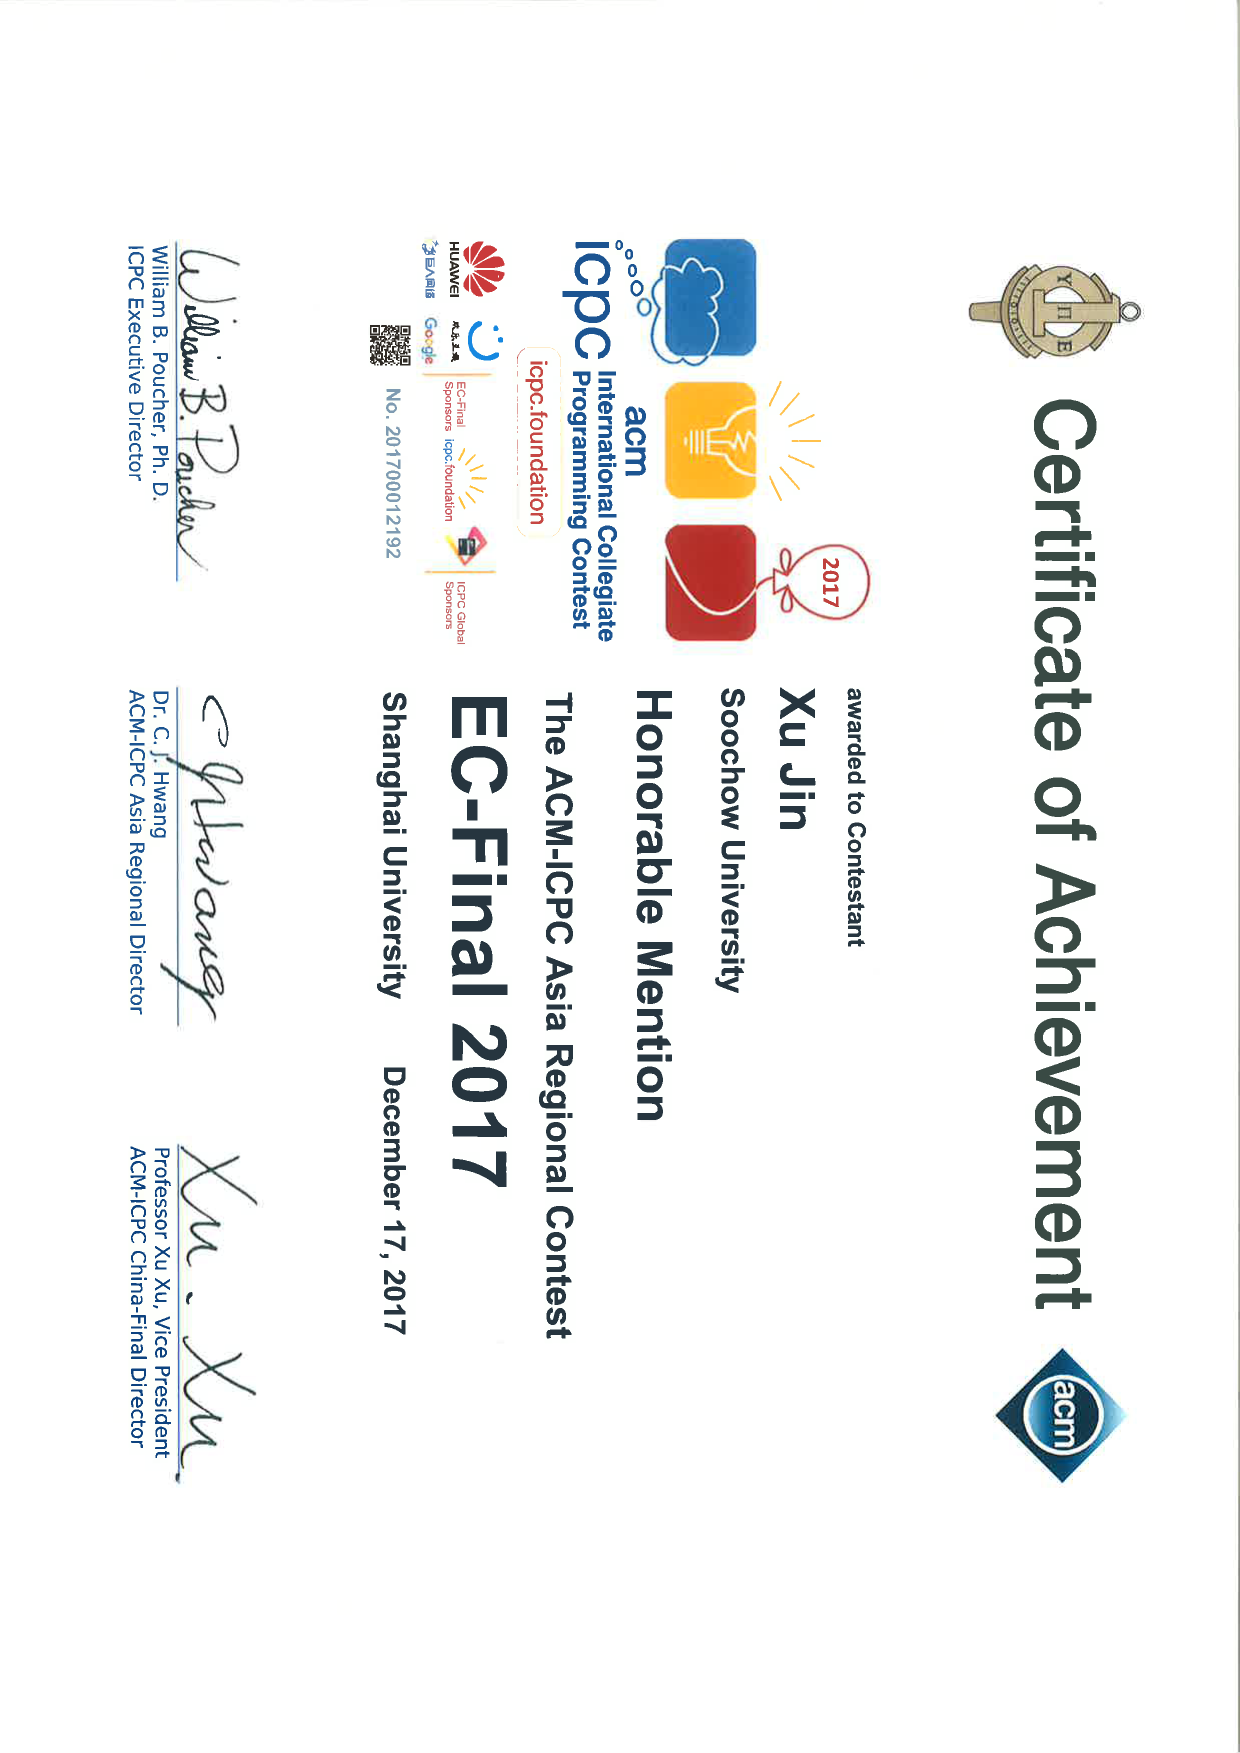 Certificate of Achievement
Υ Π Ε
acm
2017
awarded to Contestant
Xu Jin
Soochow University
Honorable Mention
The ACM-ICPC Asia Regional Contest
EC-Final 2017
Shanghai University December 17, 2017
acm
icpc International Collegiate
Programming Contest
icpc.foundation
HUAWEI
巨人网络
Google
EC-Final
Sponsors
icpc.foundation
ICPC Global
Sponsors
No. 201700012192
William B. Poucher
William B. Poucher, Ph. D.
ICPC Executive Director
C J Hwang
Dr. C. J. Hwang
ACM-ICPC Asia Regional Director
Xu. Xu.
Professor Xu Xu, Vice President
ACM-ICPC China-Final Director